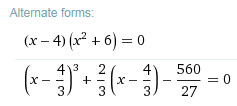 Alternate forms:
(x − 4)(x² + 6) = 0
(x − 4/3)³ + 2/3 (x − 4/3) − 560/27 = 0